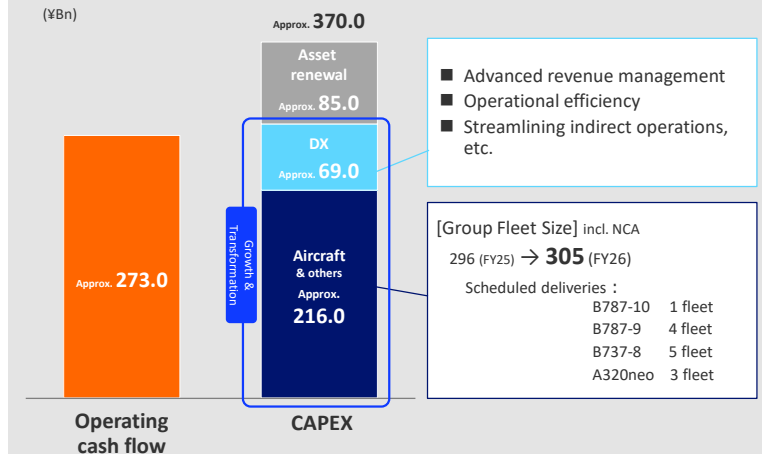 (¥Bn)
Approx. 370.0
Asset
renewal
Approx. 85.0
DX
Approx. 69.0
Growth &
Transformation
Aircraft
& others
Approx.
216.0
Approx. 273.0
Operating
cash flow
CAPEX
■ Advanced revenue management
■ Operational efficiency
■ Streamlining indirect operations,
etc.
[Group Fleet Size] incl. NCA
296 (FY25) → 305 (FY26)
Scheduled deliveries：
B787-10 1 fleet
B787-9 4 fleet
B737-8 5 fleet
A320neo 3 fleet